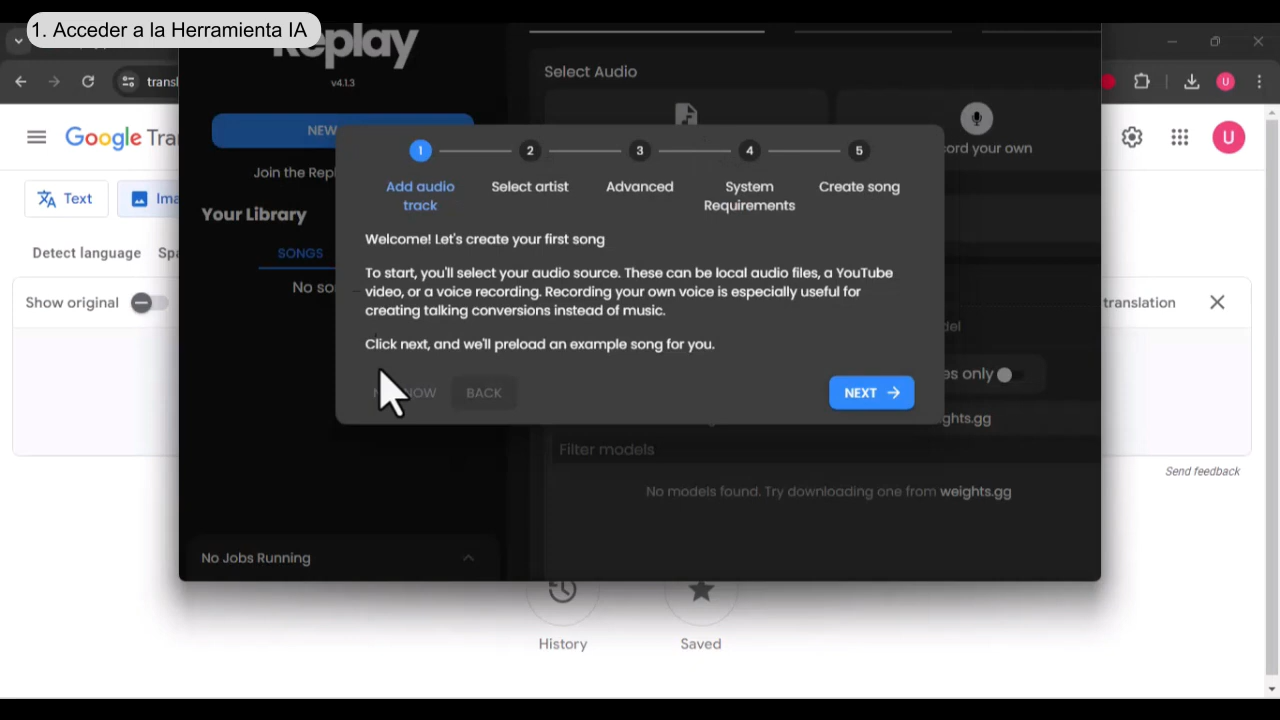 1. Acceder a la Herramienta IA
Replay
v4.1.3
NEW
Join the Repl
Your Library
SONGS
No so
No Jobs Running
Select Audio
ord your own
es only
ghts.gg
Filter models
No models found. Try downloading one from weights.gg
1
2
3
4
5
Add audio
track
Select artist
Advanced
System
Requirements
Create song
Welcome! Let's create your first song
To start, you'll select your audio source. These can be local audio files, a YouTube
video, or a voice recording. Recording your own voice is especially useful for
creating talking conversions instead of music.
Click next, and we'll preload an example song for you.
NOW
BACK
NEXT
transl
U
Google Tra
U
Text
Ima
Detect language
Spa
Show original
translation
Send feedback
History
Saved